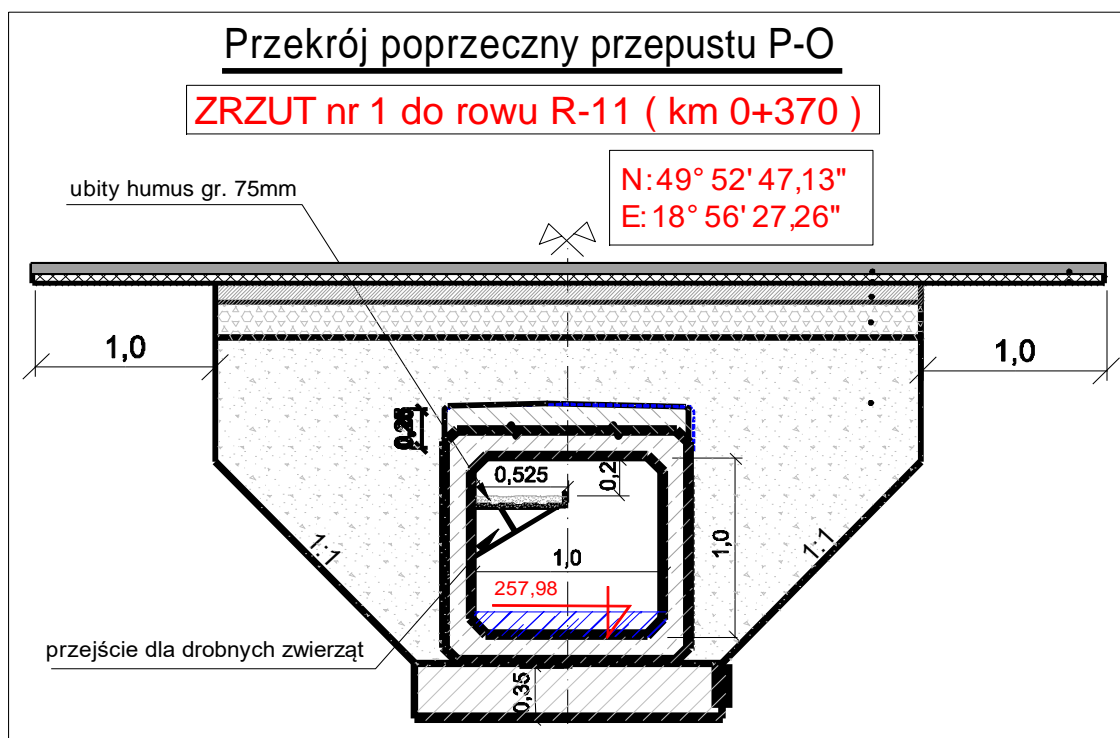 Przekrój poprzeczny przepustu P-O
ZRZUT nr 1 do rowu R-11 ( km 0+370 )
N:49° 52' 47,13"
E:18° 56' 27,26"
ubity humus gr. 75mm
1,0
1,0
0,525
0,2
1:1
1,0
1,0
1:1
257,98
przejście dla drobnych zwierząt
0,35